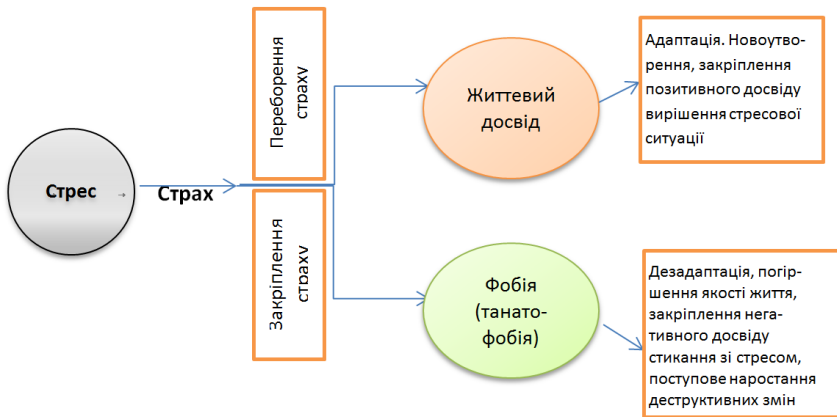 Стрес
→
Страх
Переборення
страху
Закріплення
страху
Життевий
досвід
Адаптація. Новоутво-
рення, закріплення
позитивного досвіду
вирішення стресової
ситуації
Фобія
(танато-
фобія)
Дезадаптація, погір-
шення якості життя,
закріплення нега-
тивного досвіду
стикання зі стресом,
поступове наростання
деструктивних змін